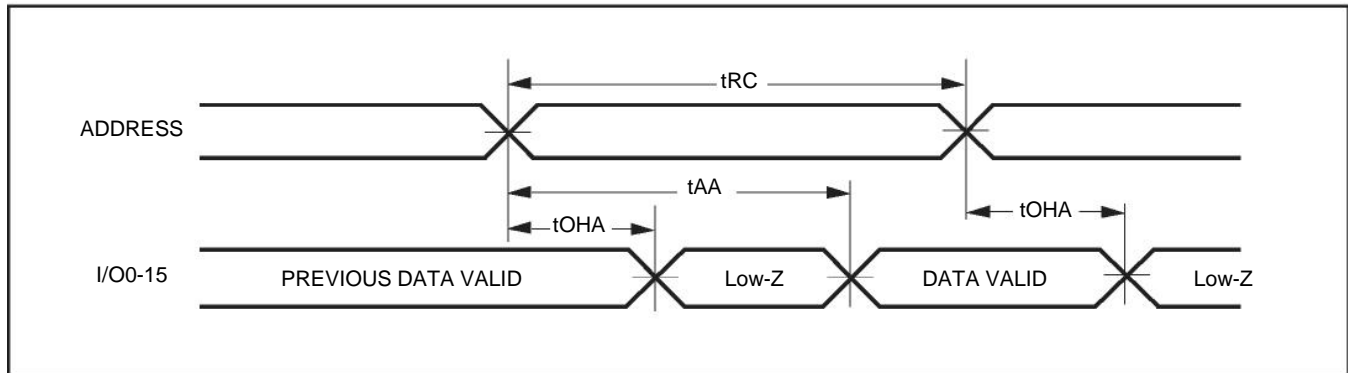 tRC
ADDRESS
tAA
tOHA
tOHA
I/O0-15
PREVIOUS DATA VALID
Low-Z
DATA VALID
Low-Z